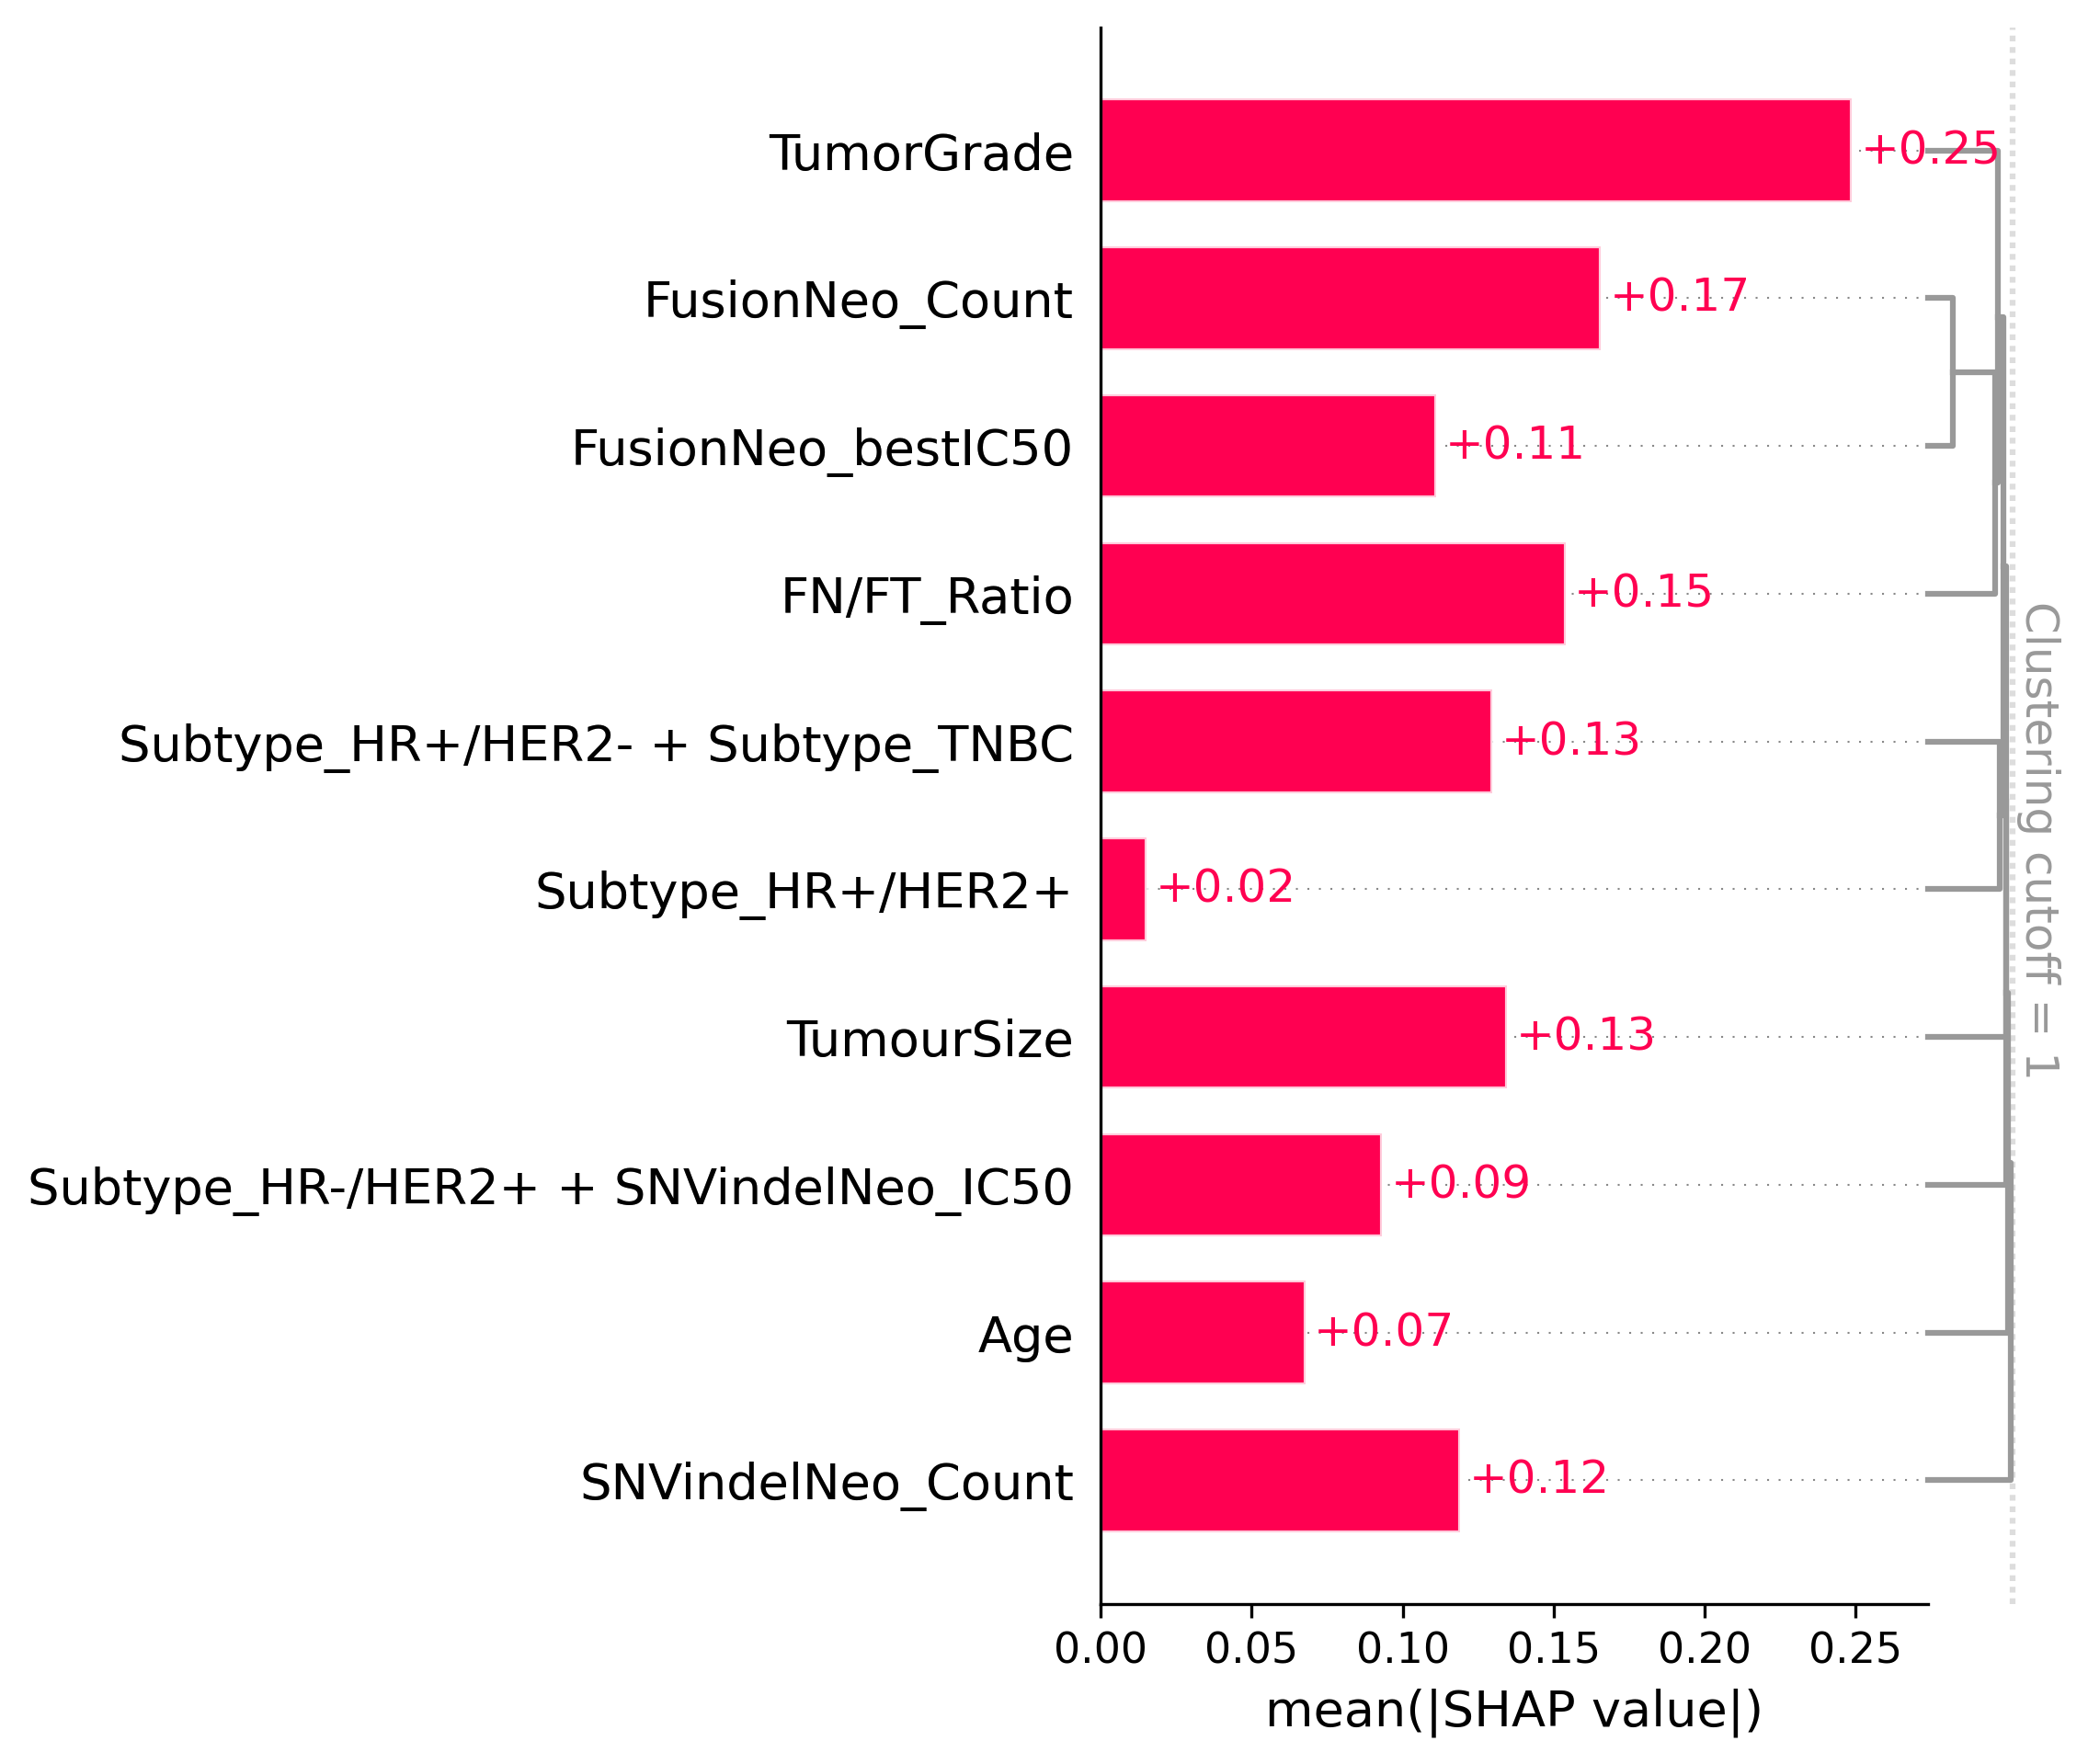 TumorGrade +0.25
FusionNeo_Count +0.17
FusionNeo_bestIC50 +0.11
FN/FT_Ratio +0.15
Subtype_HR+/HER2- + Subtype_TNBC +0.13
Subtype_HR+/HER2+ +0.02
TumourSize +0.13
Subtype_HR-/HER2+ + SNVindelNeo_IC50 +0.09
Age +0.07
SNVindelNeo_Count +0.12
Clustering cutoff = 1
0.00 0.05 0.10 0.15 0.20 0.25
mean(|SHAP value|)